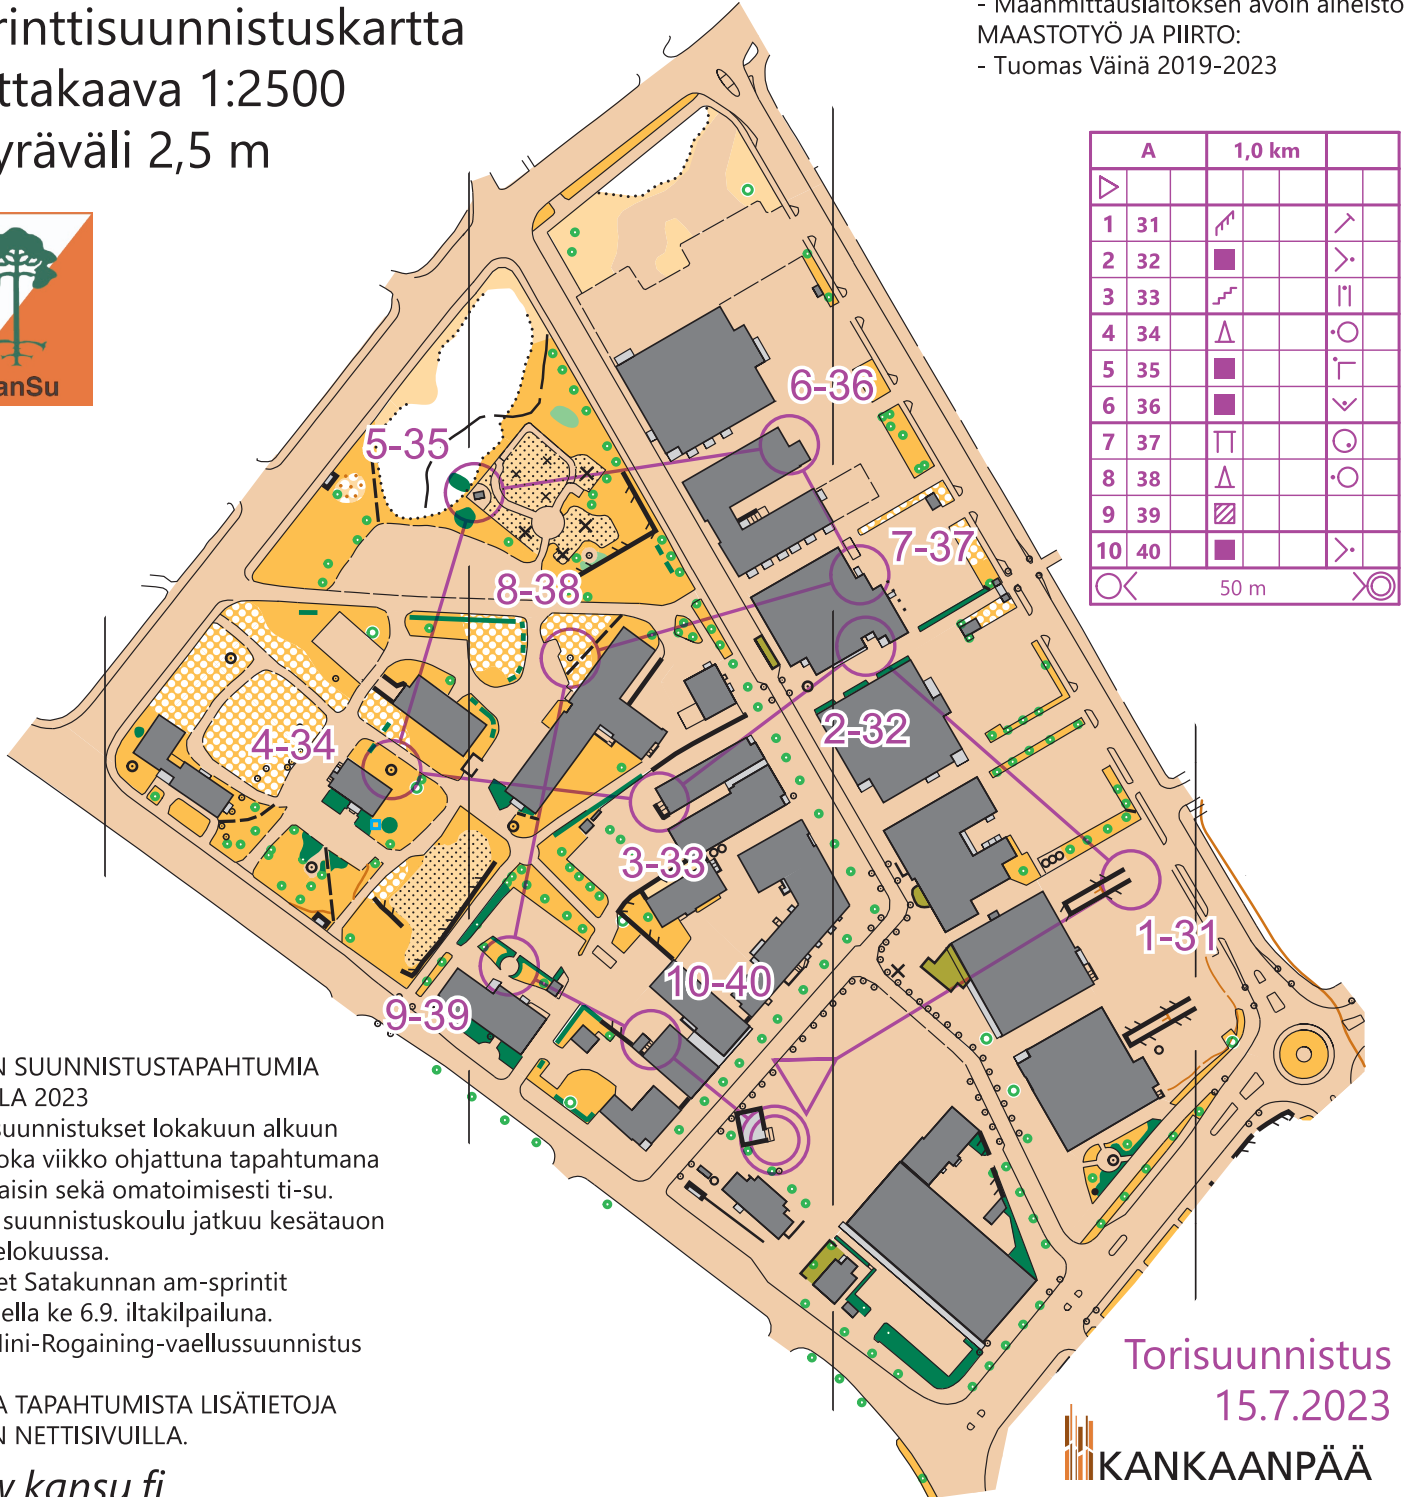 rinttisuunnistuskartta
ttakaava 1:2500
yräväli 2,5 m
anSu
- Maanmittauslaitoksen avoin aineisto
MAASTOTYÖ JA PIIRTO:
- Tuomas Väinä 2019-2023
A 1,0 km
1 31
2 32
3 33
4 34
5 35
6 36
7 37
8 38
9 39
10 40
50 m
6-36
5-35
7-37
8-38
2-32
4-34
3-33
1-31
10-40
9-39
N SUUNNISTUSTAPAHTUMIA
LA 2023
suunnistukset lokakuun alkuun
oka viikko ohjattuna tapahtumana
aisin sekä omatoimisesti ti-su.
suunnistuskoulu jatkuu kesätauon
elokuussa.
et Satakunnan am-sprintit
ella ke 6.9. iltakilpailuna.
lini-Rogaining-vaellussuunnistus
A TAPAHTUMISTA LISÄTIETOJA
N NETTISIVUILLA.
kansu fi
Torisuunnistus
15.7.2023
KANKAANPÄÄ